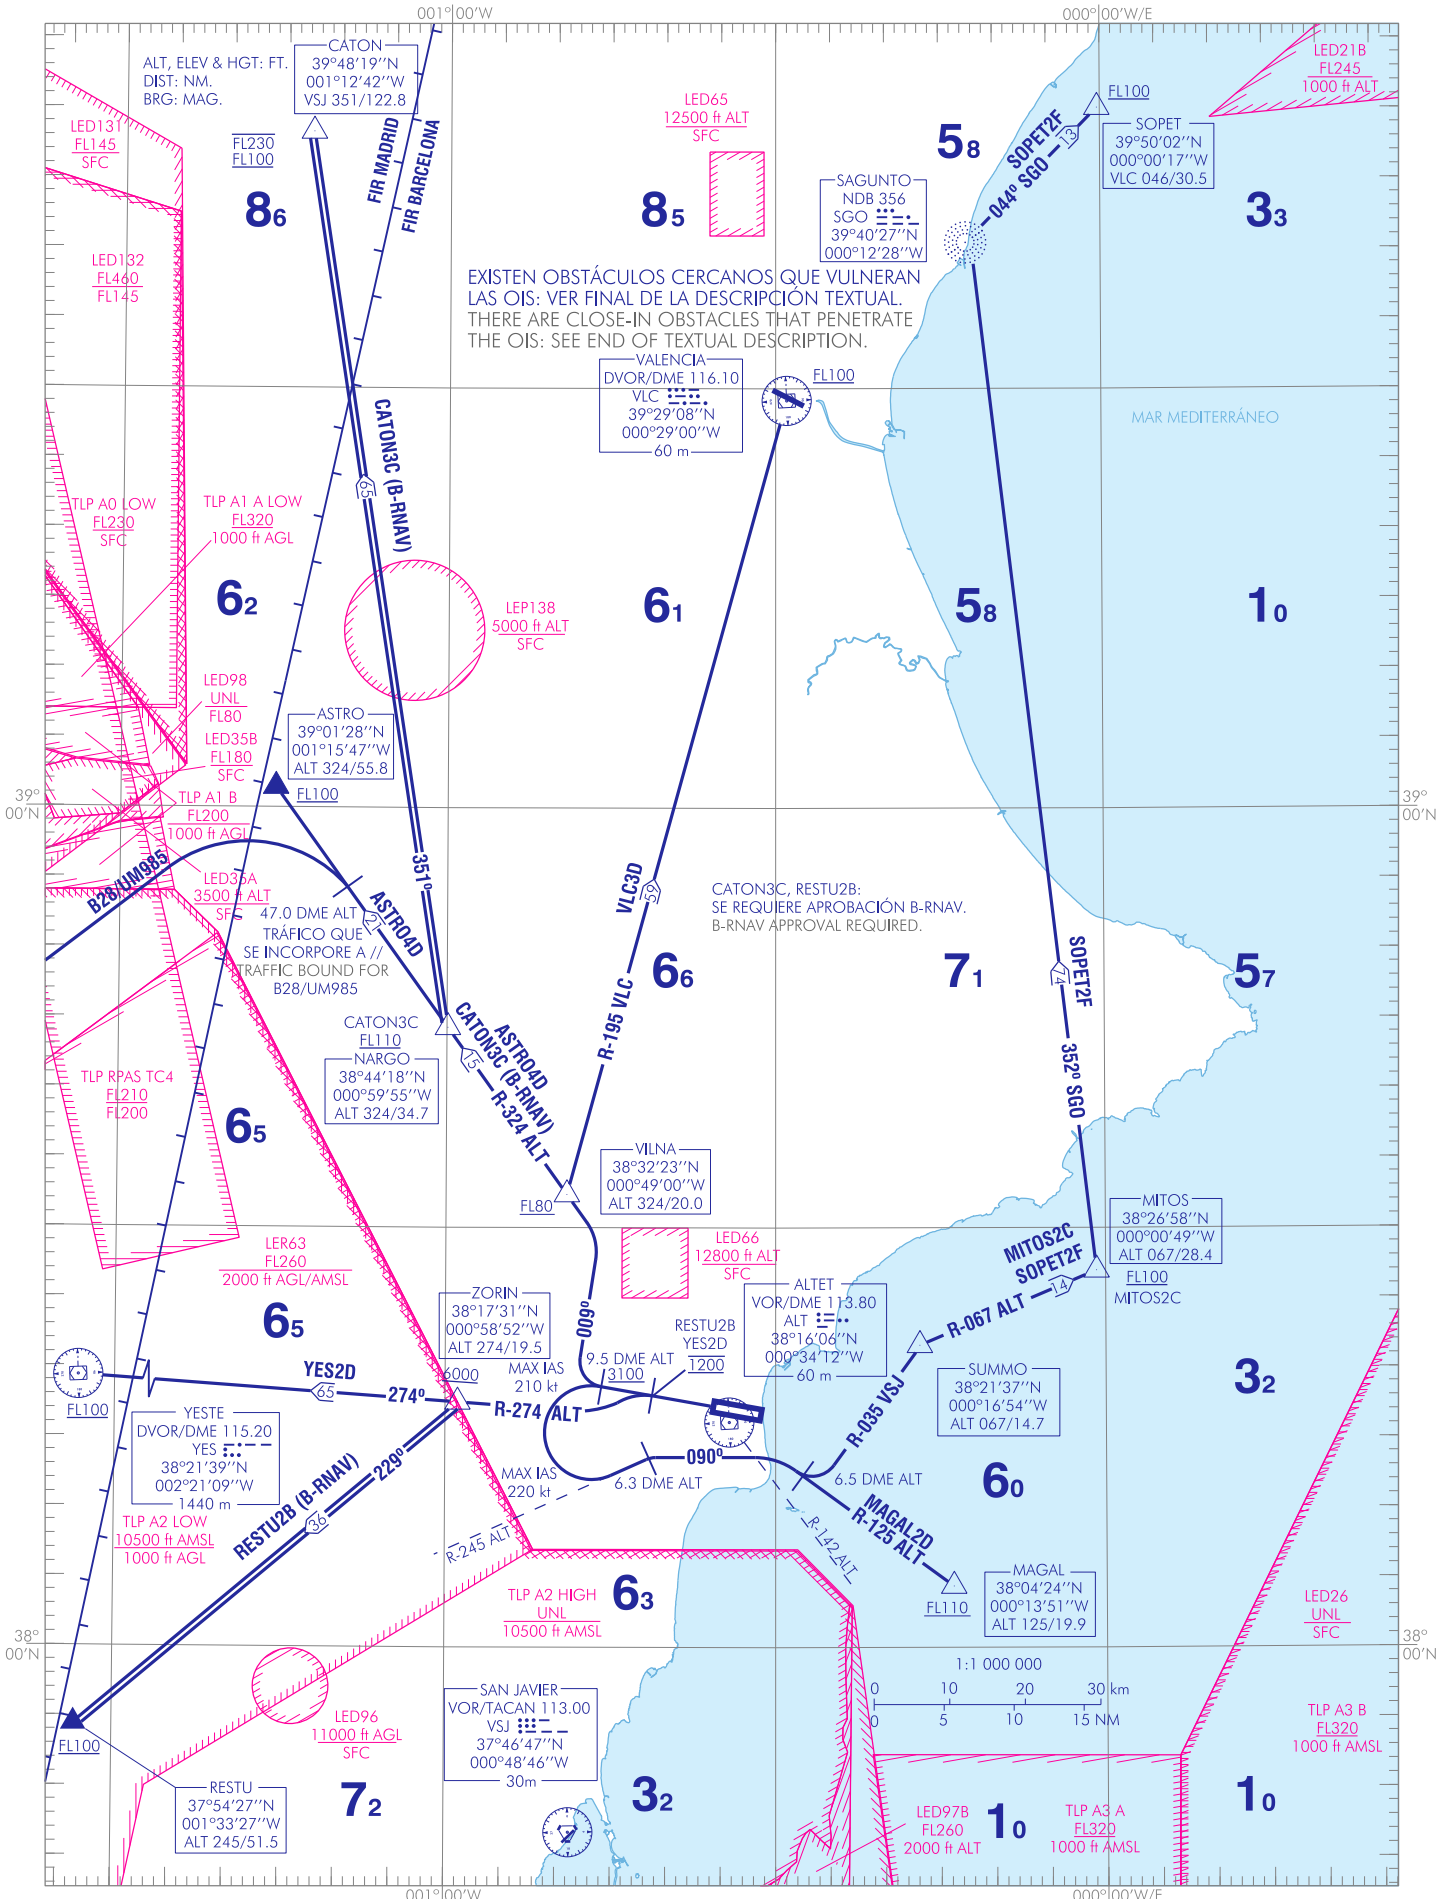 001°00'W
000°00'W/E
ALT, ELEV & HGT: FT.
DIST: NM.
BRG: MAG.
CATON
39°48'19''N
001°12'42''W
VSJ 351/122.8
FL230
FL100
LED131
FL145
SFC
LED132
FL460
FL145
86
FIR MADRID
FIR BARCELONA
LED65
12500 ft ALT
SFC
85
58
LED21B
FL245
1000 ft ALT
FL100
SOPET
39°50'02''N
000°00'17''W
VLC 046/30.5
SOPET2F
13
044º SGO
33
SAGUNTO
NDB 356
SGO
39°40'27''N
000°12'28''W
EXISTEN OBSTÁCULOS CERCANOS QUE VULNERAN
LAS OIS: VER FINAL DE LA DESCRIPCIÓN TEXTUAL.
THERE ARE CLOSE-IN OBSTACLES THAT PENETRATE
THE OIS: SEE END OF TEXTUAL DESCRIPTION.
VALENCIA
DVOR/DME 116.10
VLC
39°29'08''N
000°29'00''W
60 m
FL100
MAR MEDITERRÁNEO
CATON3C (B-RNAV)
65
TLP A0 LOW
FL230
SFC
TLP A1 A LOW
FL320
1000 ft AGL
62
LEP138
5000 ft ALT
SFC
61
58
10
LED98
UNL
FL80
LED35B
FL180
SFC
ASTRO
39°01'28''N
001°15'47''W
ALT 324/55.8
FL100
39°
00'N
39°
00'N
TLP A1 B
FL200
1000 ft AGL
LED35A
3500 ft ALT
SFC
B28/UM985
47.0 DME ALT
TRÁFICO QUE
SE INCORPORE A //
TRAFFIC BOUND FOR
B28/UM985
21
ASTRO4D
351º
VLC3D
59
CATON3C, RESTU2B:
SE REQUIERE APROBACIÓN B-RNAV.
B-RNAV APPROVAL REQUIRED.
66
71
57
SOPET2F
74
352º SGO
R-195 VLC
CATON3C
FL110
NARGO
38°44'18''N
000°59'55''W
ALT 324/34.7
ASTRO4D
CATON3C (B-RNAV)
15
R-324 ALT
TLP RPAS TC4
FL210
FL200
65
VILNA
38°32'23''N
000°49'00''W
ALT 324/20.0
FL80
MITOS
38°26'58''N
000°00'49''W
ALT 067/28.4
FL100
MITOS2C
MITOS2C
SOPET2F
14
R-067 ALT
LER63
FL260
2000 ft AGL/AMSL
65
LED66
12800 ft ALT
SFC
ZORIN
38°17'31''N
000°58'52''W
ALT 274/19.5
6000
009º
MAX IAS
210 kt
9.5 DME ALT
3100
RESTU2B
YES2D
1200
ALTET
VOR/DME 113.80
ALT
38°16'06''N
000°34'12''W
60 m
SUMMO
38°21'37''N
000°16'54''W
ALT 067/14.7
32
YES2D
65
274º
R-274 ALT
FL100
YESTE
DVOR/DME 115.20
YES
38°21'39''N
002°21'09''W
1440 m
R-035 VSJ
090º
6.3 DME ALT
6.5 DME ALT
60
MAX IAS
220 kt
R-245 ALT
R-142 ALT
MAGAL2D
R-125 ALT
229º
RESTU2B (B-RNAV)
36
TLP A2 LOW
10500 ft AMSL
1000 ft AGL
MAGAL
38°04'24''N
000°13'51''W
ALT 125/19.9
FL110
TLP A2 HIGH
UNL
10500 ft AMSL
63
LED26
UNL
SFC
38°
00'N
38°
00'N
1:1 000 000
0 10 20 30 km
0 5 10 15 NM
SAN JAVIER
VOR/TACAN 113.00
VSJ
37°46'47''N
000°48'46''W
30m
LED96
11000 ft AGL
SFC
FL100
RESTU
37°54'27''N
001°33'27''W
ALT 245/51.5
72
32
TLP A3 B
FL320
1000 ft AMSL
LED97B
FL260
2000 ft ALT
10
TLP A3 A
FL320
1000 ft AMSL
10
001°00'W
000°00'W/E